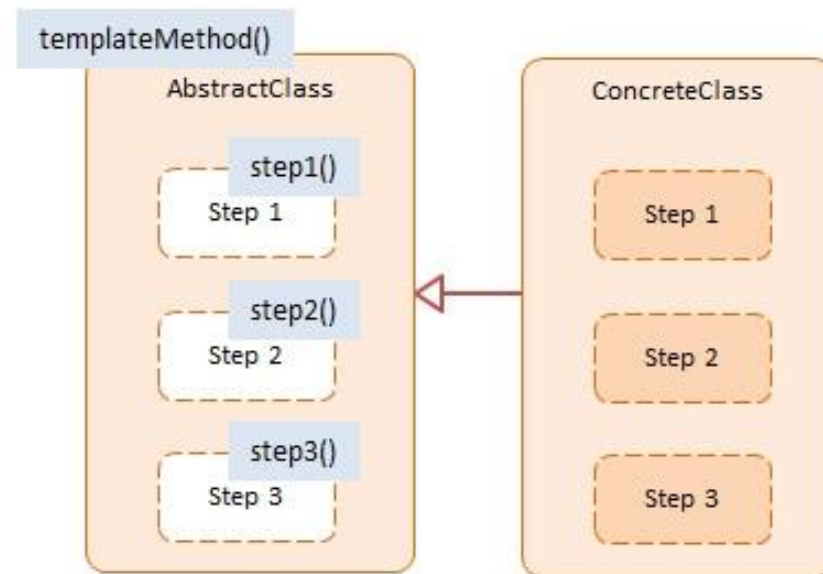 templateMethod()
AbstractClass
step1()
Step 1
step2()
Step 2
step3()
Step 3
ConcreteClass
Step 1
Step 2
Step 3